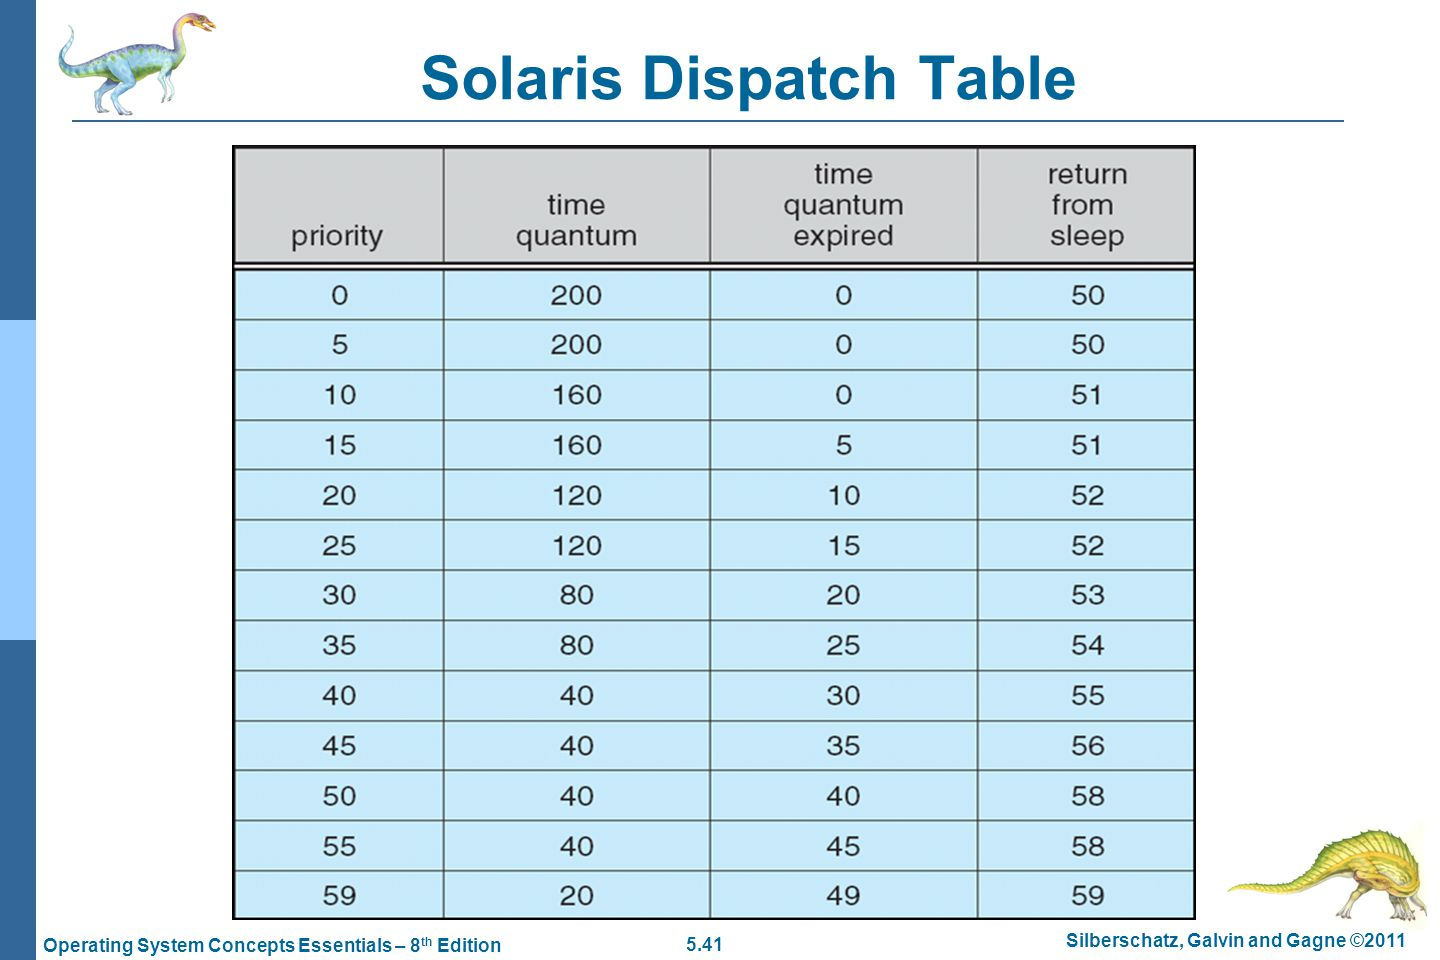 Solaris Dispatch Table
priority time quantum time quantum expired return from sleep
0 200 0 50
5 200 0 50
10 160 0 51
15 160 5 51
20 120 10 52
25 120 15 52
30 80 20 53
35 80 25 54
40 40 30 55
45 40 35 56
50 40 40 58
55 40 45 58
59 20 49 59
Operating System Concepts Essentials – 8th Edition 5.41 Silberschatz, Galvin and Gagne ©2011